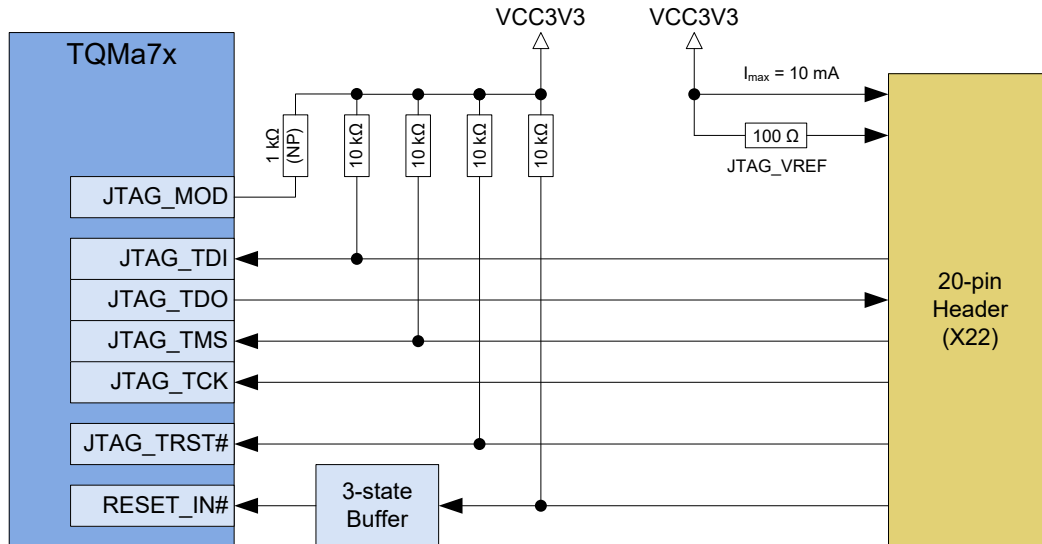 VCC3V3
VCC3V3
TQMa7x
I_max = 10 mA
1 kΩ
(NP)
10 kΩ
10 kΩ
10 kΩ
10 kΩ
100 Ω
JTAG_VREF
JTAG_MOD
JTAG_TDI
JTAG_TDO
JTAG_TMS
JTAG_TCK
JTAG_TRST#
RESET_IN#
3-state
Buffer
20-pin
Header
(X22)